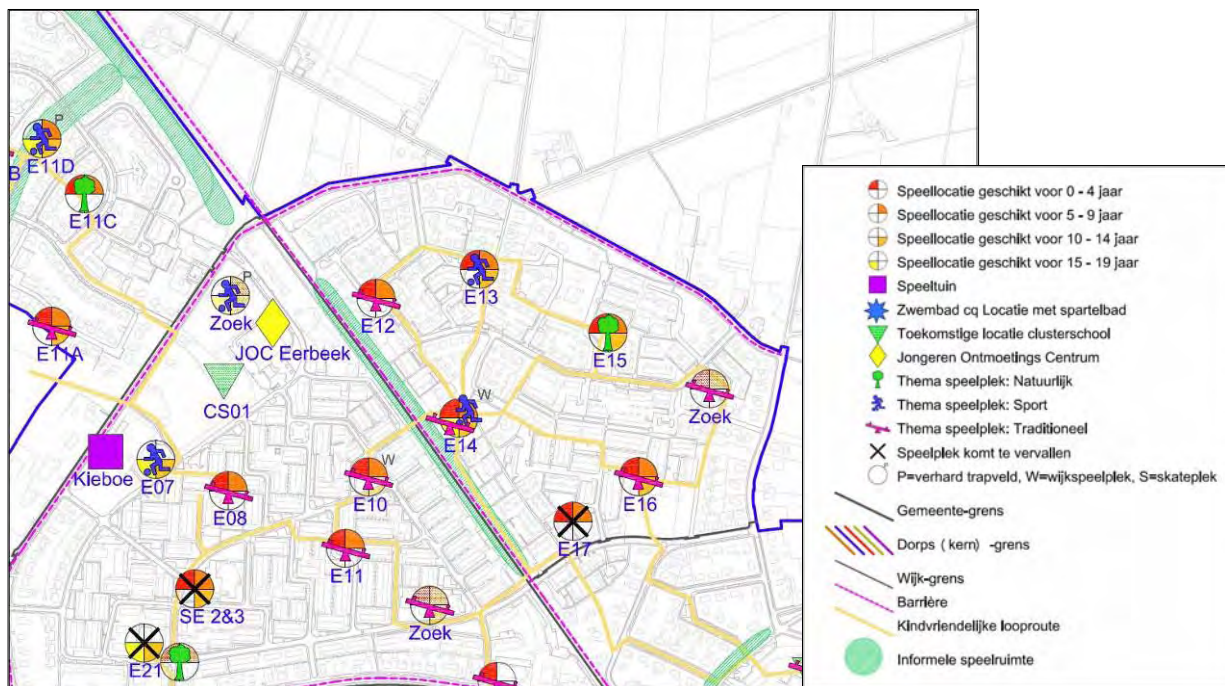 P
E11D
B
E11C
P
Zoek
E13
E12
JOC Eerbeek
E11A
E15
CS01
W
Zoek
E14
Kieboe
E07
W
E08
E10
E16
E17
E11
SE 2&3
Zoek
E21
Speellocatie geschikt voor 0 - 4 jaar
Speellocatie geschikt voor 5 - 9 jaar
Speellocatie geschikt voor 10 - 14 jaar
Speellocatie geschikt voor 15 - 19 jaar
Speeltuin
Zwembad cq Locatie met spartelbad
Toekomstige locatie clusterschool
Jongeren Ontmoetings Centrum
Thema speelplek: Natuurlijk
Thema speelplek: Sport
Thema speelplek: Traditioneel
Speelplek komt te vervallen
P=verhard trapveld, W=wijkspeelplek, S=skateplek
Gemeente-grens
Dorps (kern) -grens
Wijk-grens
Barrière
Kindvriendelijke looproute
Informele speelruimte